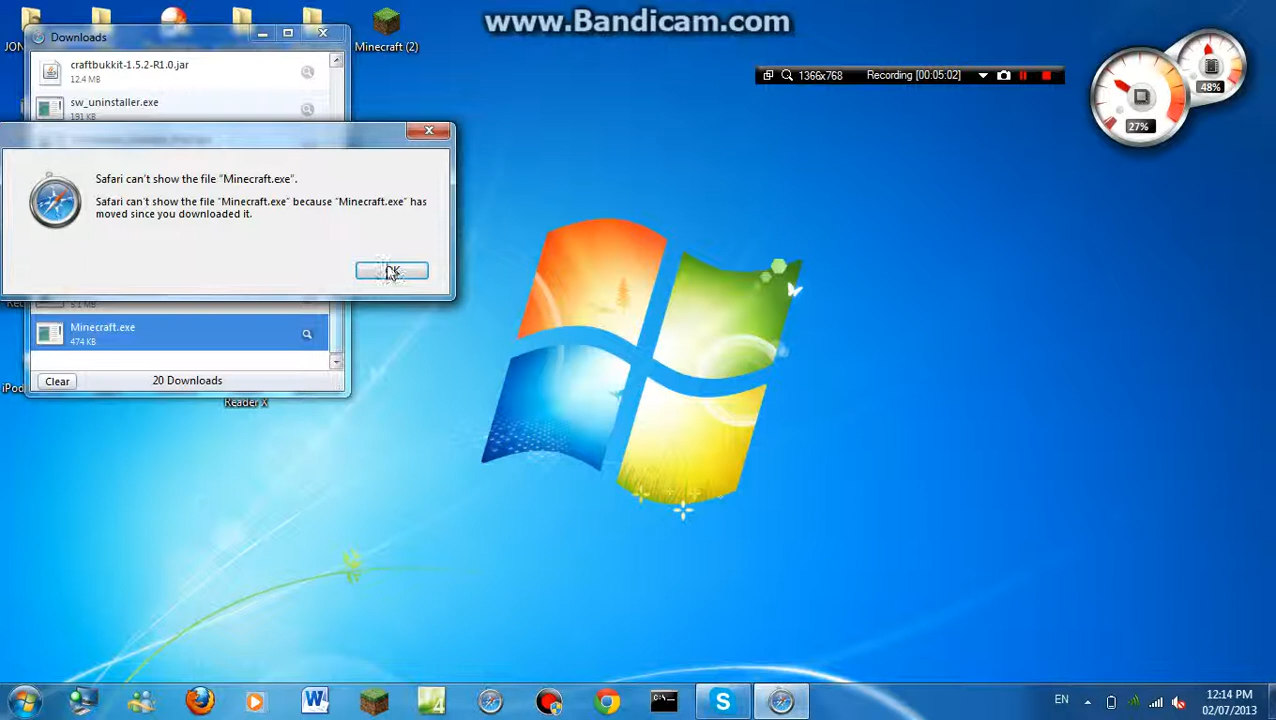 www.Bandicam.com
Downloads
Minecraft (2)
craftbukkit-1.5.2-R1.0.jar
12.4 MB
sw_uninstaller.exe
191 KB
1366x768
Recording [00:05:02]
48%
27%
Safari can't show the file "Minecraft.exe".
Safari can't show the file "Minecraft.exe" because "Minecraft.exe" has
moved since you downloaded it.
OK
5.1 MB
Minecraft.exe
474 KB
Clear
20 Downloads
iPod
Reader X
EN
12:14 PM
02/07/2013